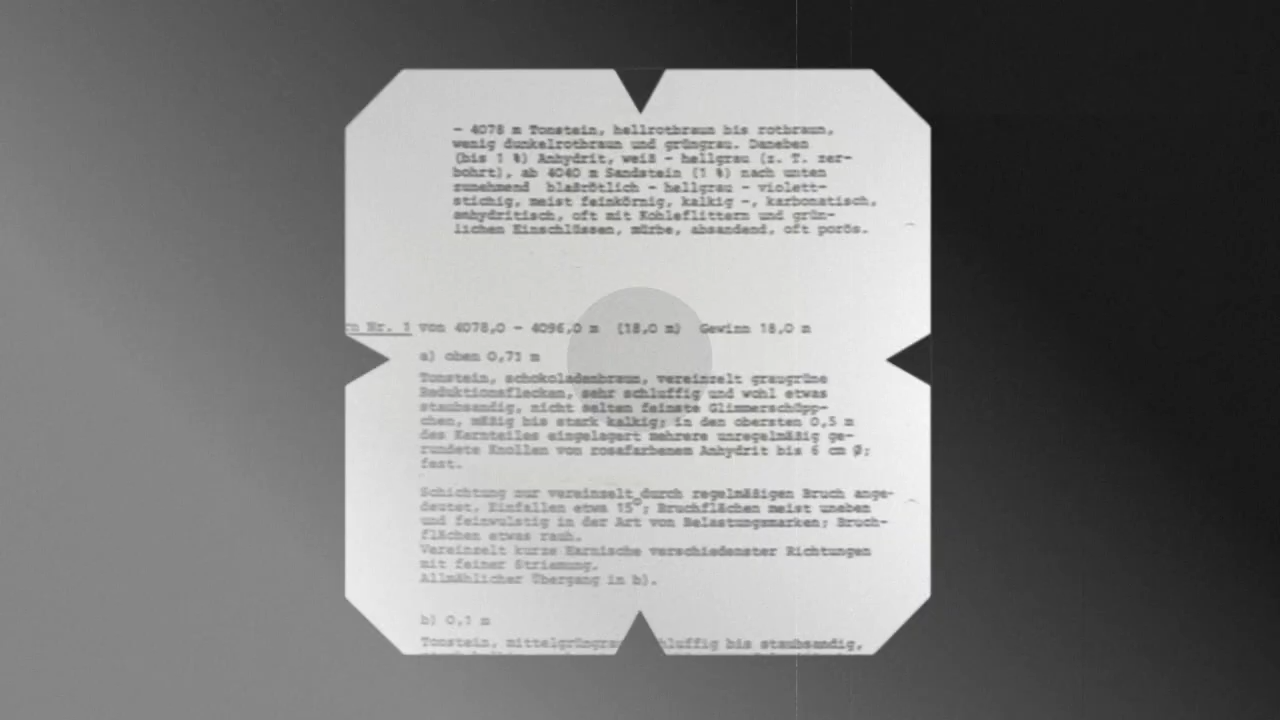 - 4078 m Tonstein, hellrotbraun bis rotbraun,
wenig dunkelrotbraun und grüngrau. Daneben
(bis 1 %) Anhydrit, weiß - hellgrau (z. T. zer-
bohrt), ab 4040 m Sandstein (1 %) nach unten
zunehmend blaßrötlich - hellgrau - violett-
stichig, meist feinkörnig, kalkig -, karbonatisch,
anhydritisch, oft mit Kohleflittern und grün-
lichen Einschlüssen, mürbe, absandend, oft porös.
rn Nr. 1 von 4078,0 - 4096,0 m (18,0 m) Gewinn 18,0 m
a) oben 0,71 m
Tonstein, schokoladenbraun, vereinzelt graugrüne
Reduktionsflecken, sehr schluffig und wohl etwas
staubsandig, nicht selten feinste Glimmerschüpp-
chen, mäßig bis stark kalkig; in den obersten 0,5 m
des Kernteiles eingelagert mehrere unregelmäßig ge-
rundete Knollen von rosafarbenem Anhydrit bis 6 cm Ø;
fest.
Schichtung nur vereinzelt durch regelmäßigen Bruch ange-
deutet, Einfallen etwa 15°; Bruchflächen meist uneben
und feinwulstig in der Art von Belastungsmarken; Bruch-
flächen etwas rauh.
Vereinzelt kurze Harnische verschiedenster Richtungen
mit feiner Striemung.
Allmählicher Übergang in b).
b) 0,1 m
Tonstein, mittelgrüngrau hluffig bis staubsandig,